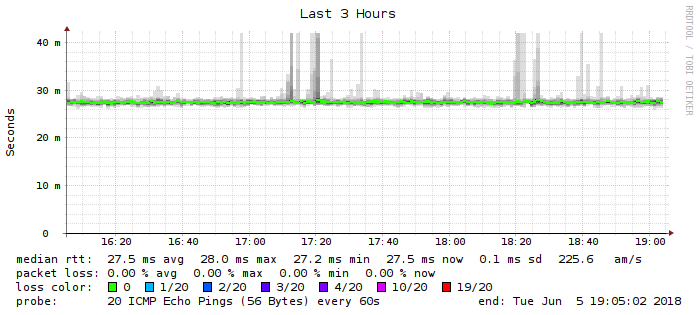 Last 3 Hours
RRDTOOL / TOBI OETIKER
Seconds
40 m
30 m
20 m
10 m
0
16:20 16:40 17:00 17:20 17:40 18:00 18:20 18:40 19:00
median rtt: 27.5 ms avg 28.0 ms max 27.2 ms min 27.5 ms now 0.1 ms sd 225.6 am/s
packet loss: 0.00 % avg 0.00 % max 0.00 % min 0.00 % now
loss color: 0 1/20 2/20 3/20 4/20 10/20 19/20
probe: 20 ICMP Echo Pings (56 Bytes) every 60s end: Tue Jun 5 19:05:02 2018